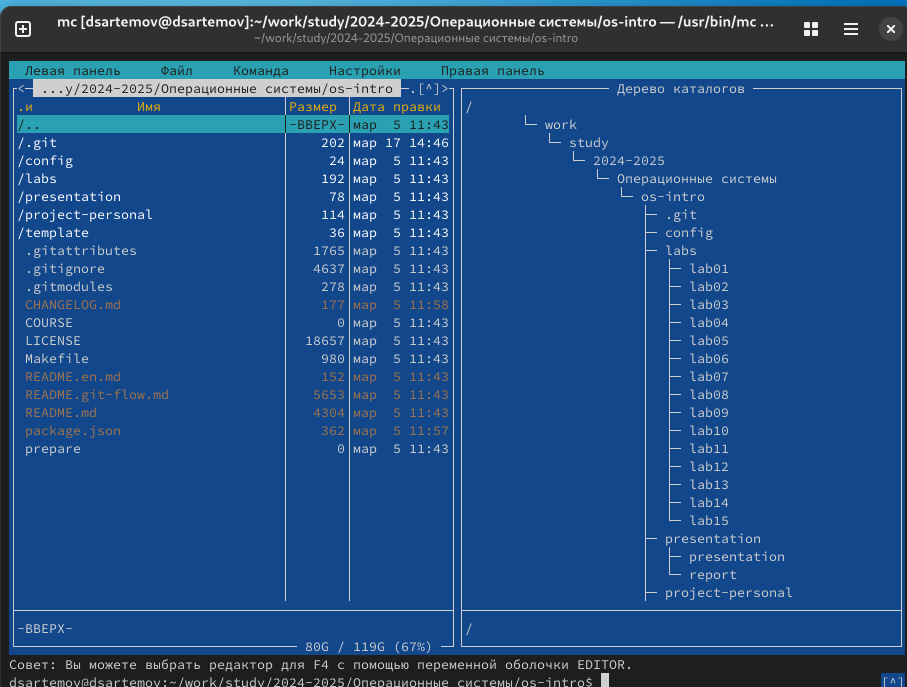 mc [dsartemov@dsartemov]:~/work/study/2024-2025/Операционные системы/os-intro — /usr/bin/mc ...
~/work/study/2024-2025/Операционные системы/os-intro
Левая панель Файл Команда Настройки Правая панель
<— ...y/2024-2025/Операционные системы/os-intro —.[^]>
.и Имя Размер Дата правки
/.. -ВВЕРХ- мар 5 11:43
/.git 202 мар 17 14:46
/config 24 мар 5 11:43
/labs 192 мар 5 11:43
/presentation 78 мар 5 11:43
/project-personal 114 мар 5 11:43
/template 36 мар 5 11:43
.gitattributes 1765 мар 5 11:43
.gitignore 4637 мар 5 11:43
.gitmodules 278 мар 5 11:43
CHANGELOG.md 177 мар 5 11:58
COURSE 0 мар 5 11:43
LICENSE 18657 мар 5 11:43
Makefile 980 мар 5 11:43
README.en.md 152 мар 5 11:43
README.git-flow.md 5653 мар 5 11:43
README.md 4304 мар 5 11:43
package.json 362 мар 5 11:57
prepare 0 мар 5 11:43
-ВВЕРХ-
80G / 119G (67%)
Дерево каталогов
/
work
study
2024-2025
Операционные системы
os-intro
.git
config
labs
lab01
lab02
lab03
lab04
lab05
lab06
lab07
lab08
lab09
lab10
lab11
lab12
lab13
lab14
lab15
presentation
presentation
report
project-personal
/
Совет: Вы можете выбрать редактор для F4 с помощью переменной оболочки EDITOR.
dsartemov@dsartemov:~/work/study/2024-2025/Операционные системы/os-intro$ [^]